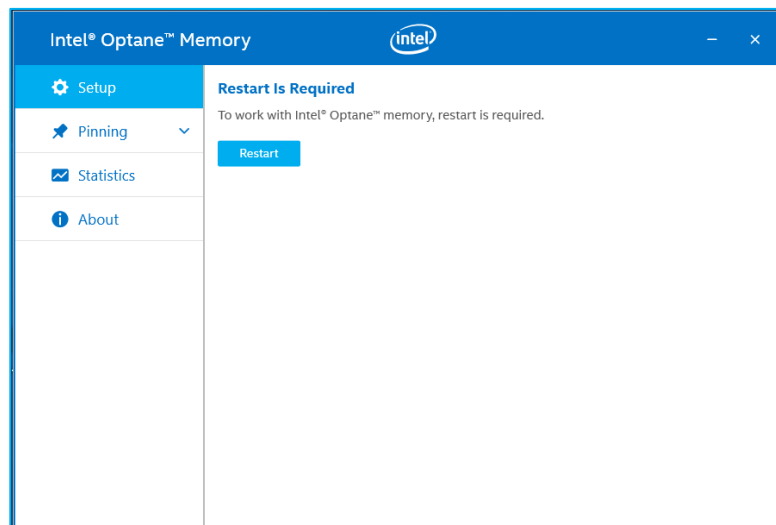 Intel® Optane™ Memory
intel
Setup
Pinning
Statistics
About
Restart Is Required
To work with Intel® Optane™ memory, restart is required.
Restart